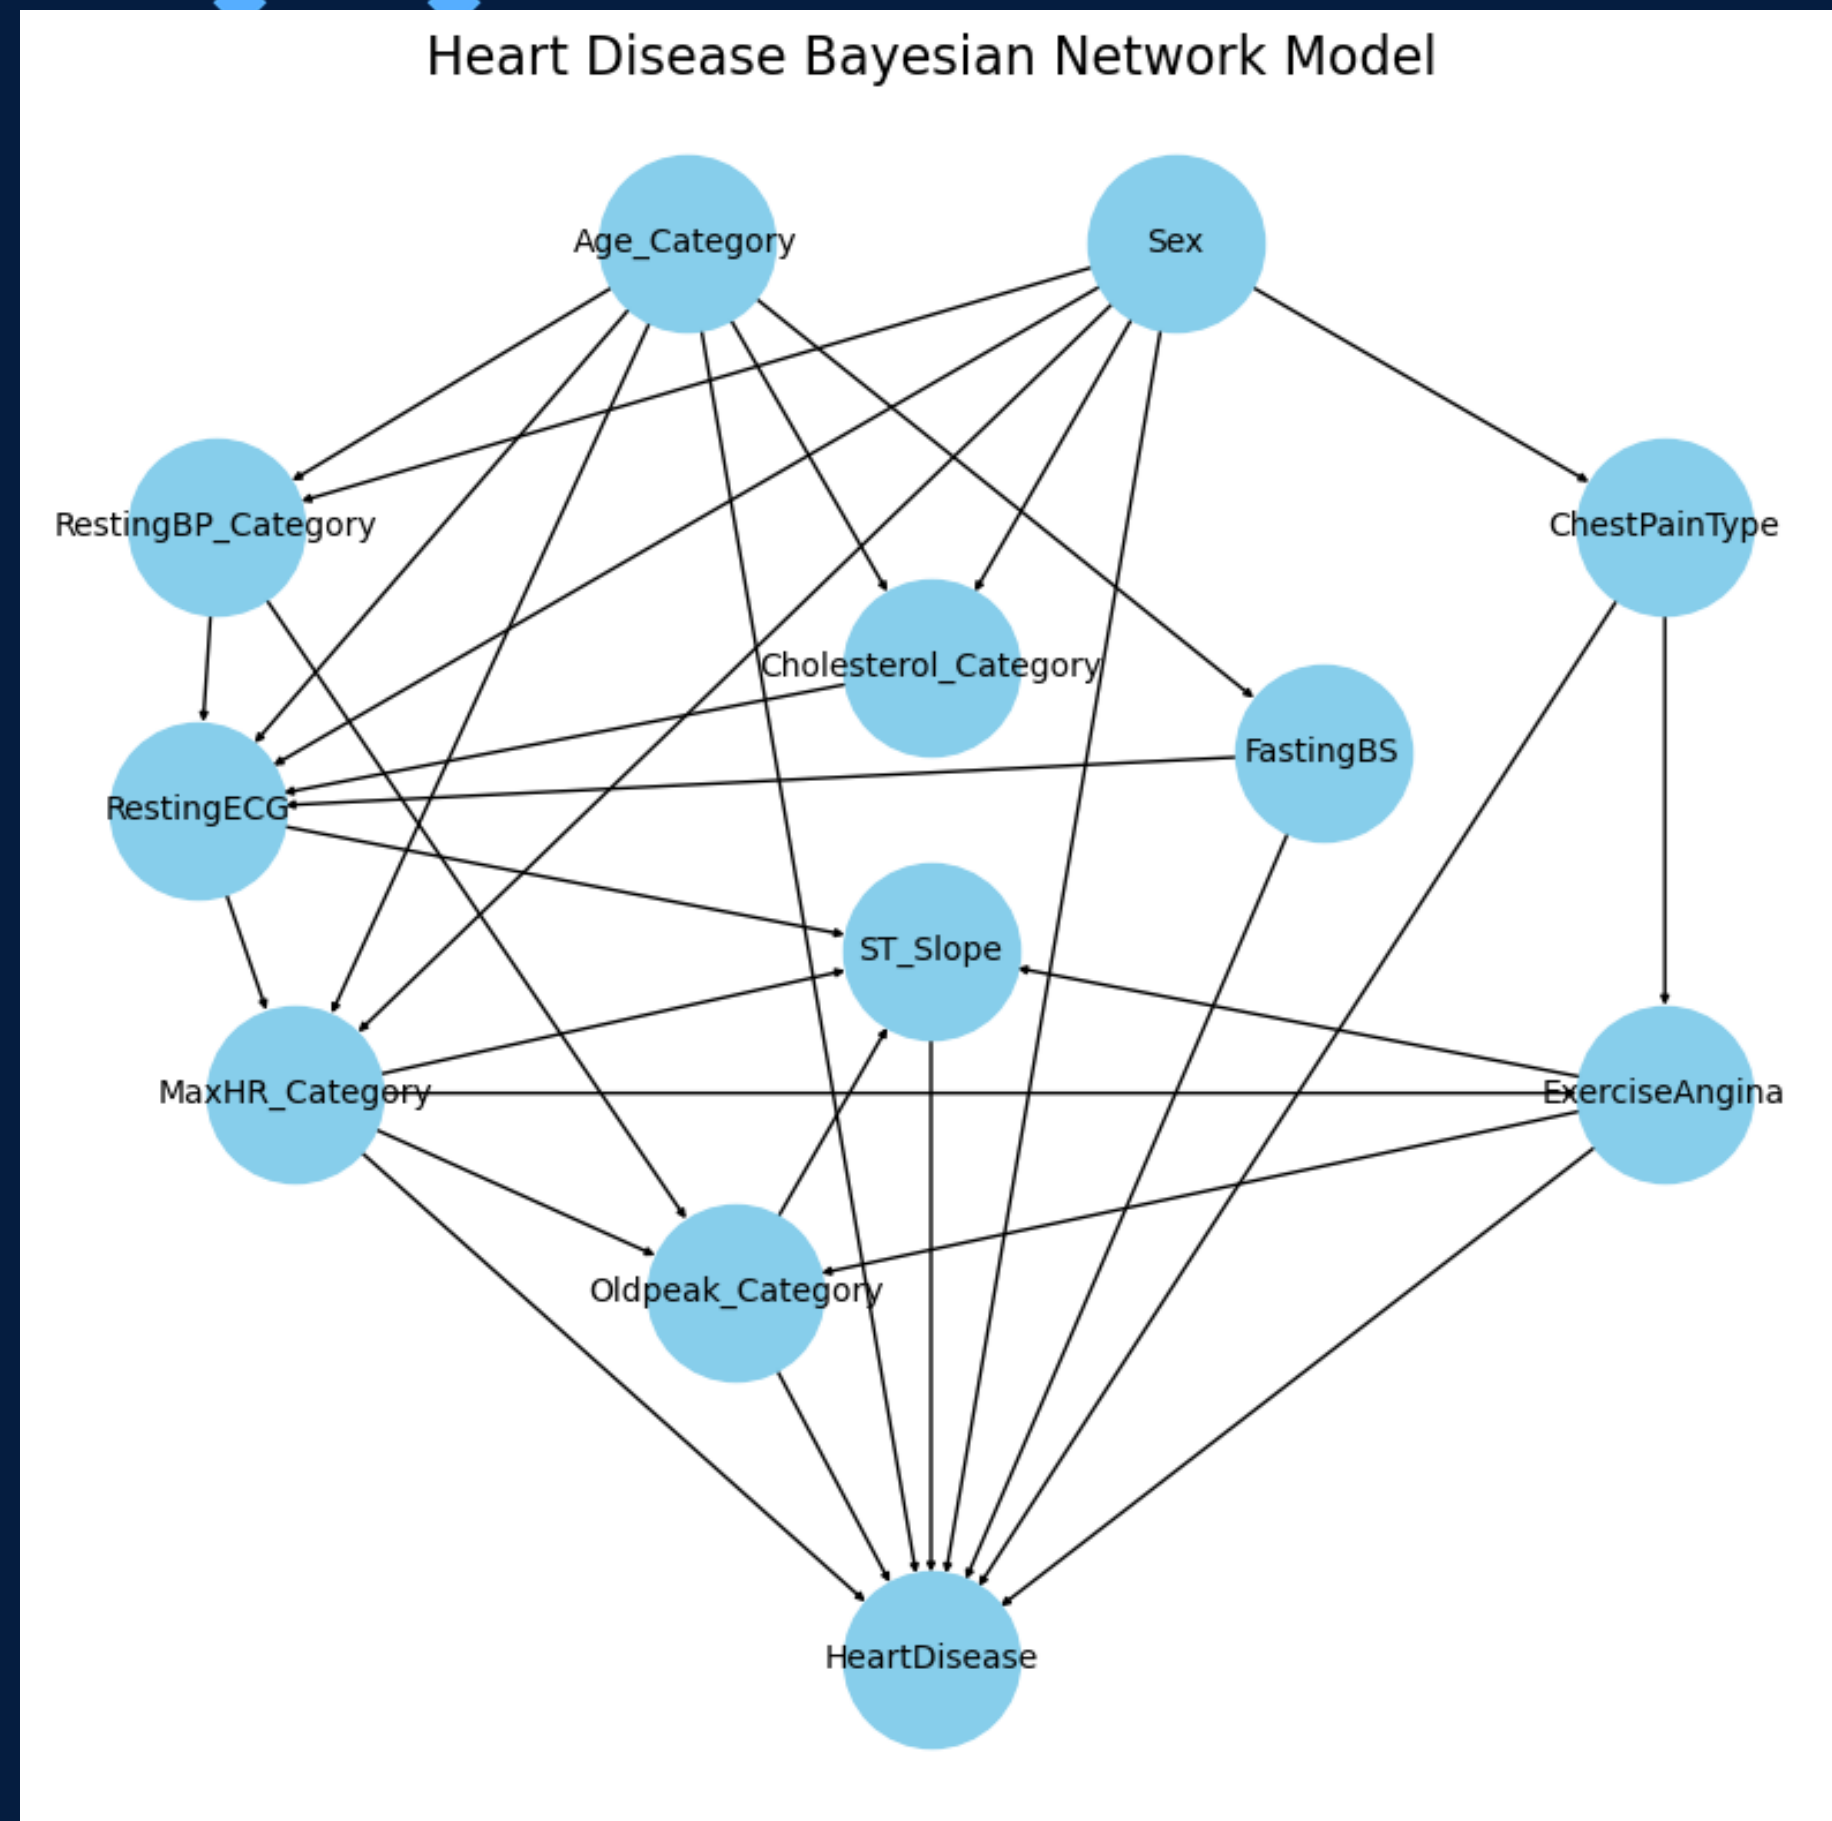 Heart Disease Bayesian Network Model
Age_Category
Sex
RestingBP_Category
ChestPainType
Cholesterol_Category
FastingBS
RestingECG
ST_Slope
MaxHR_Category
ExerciseAngina
Oldpeak_Category
HeartDisease